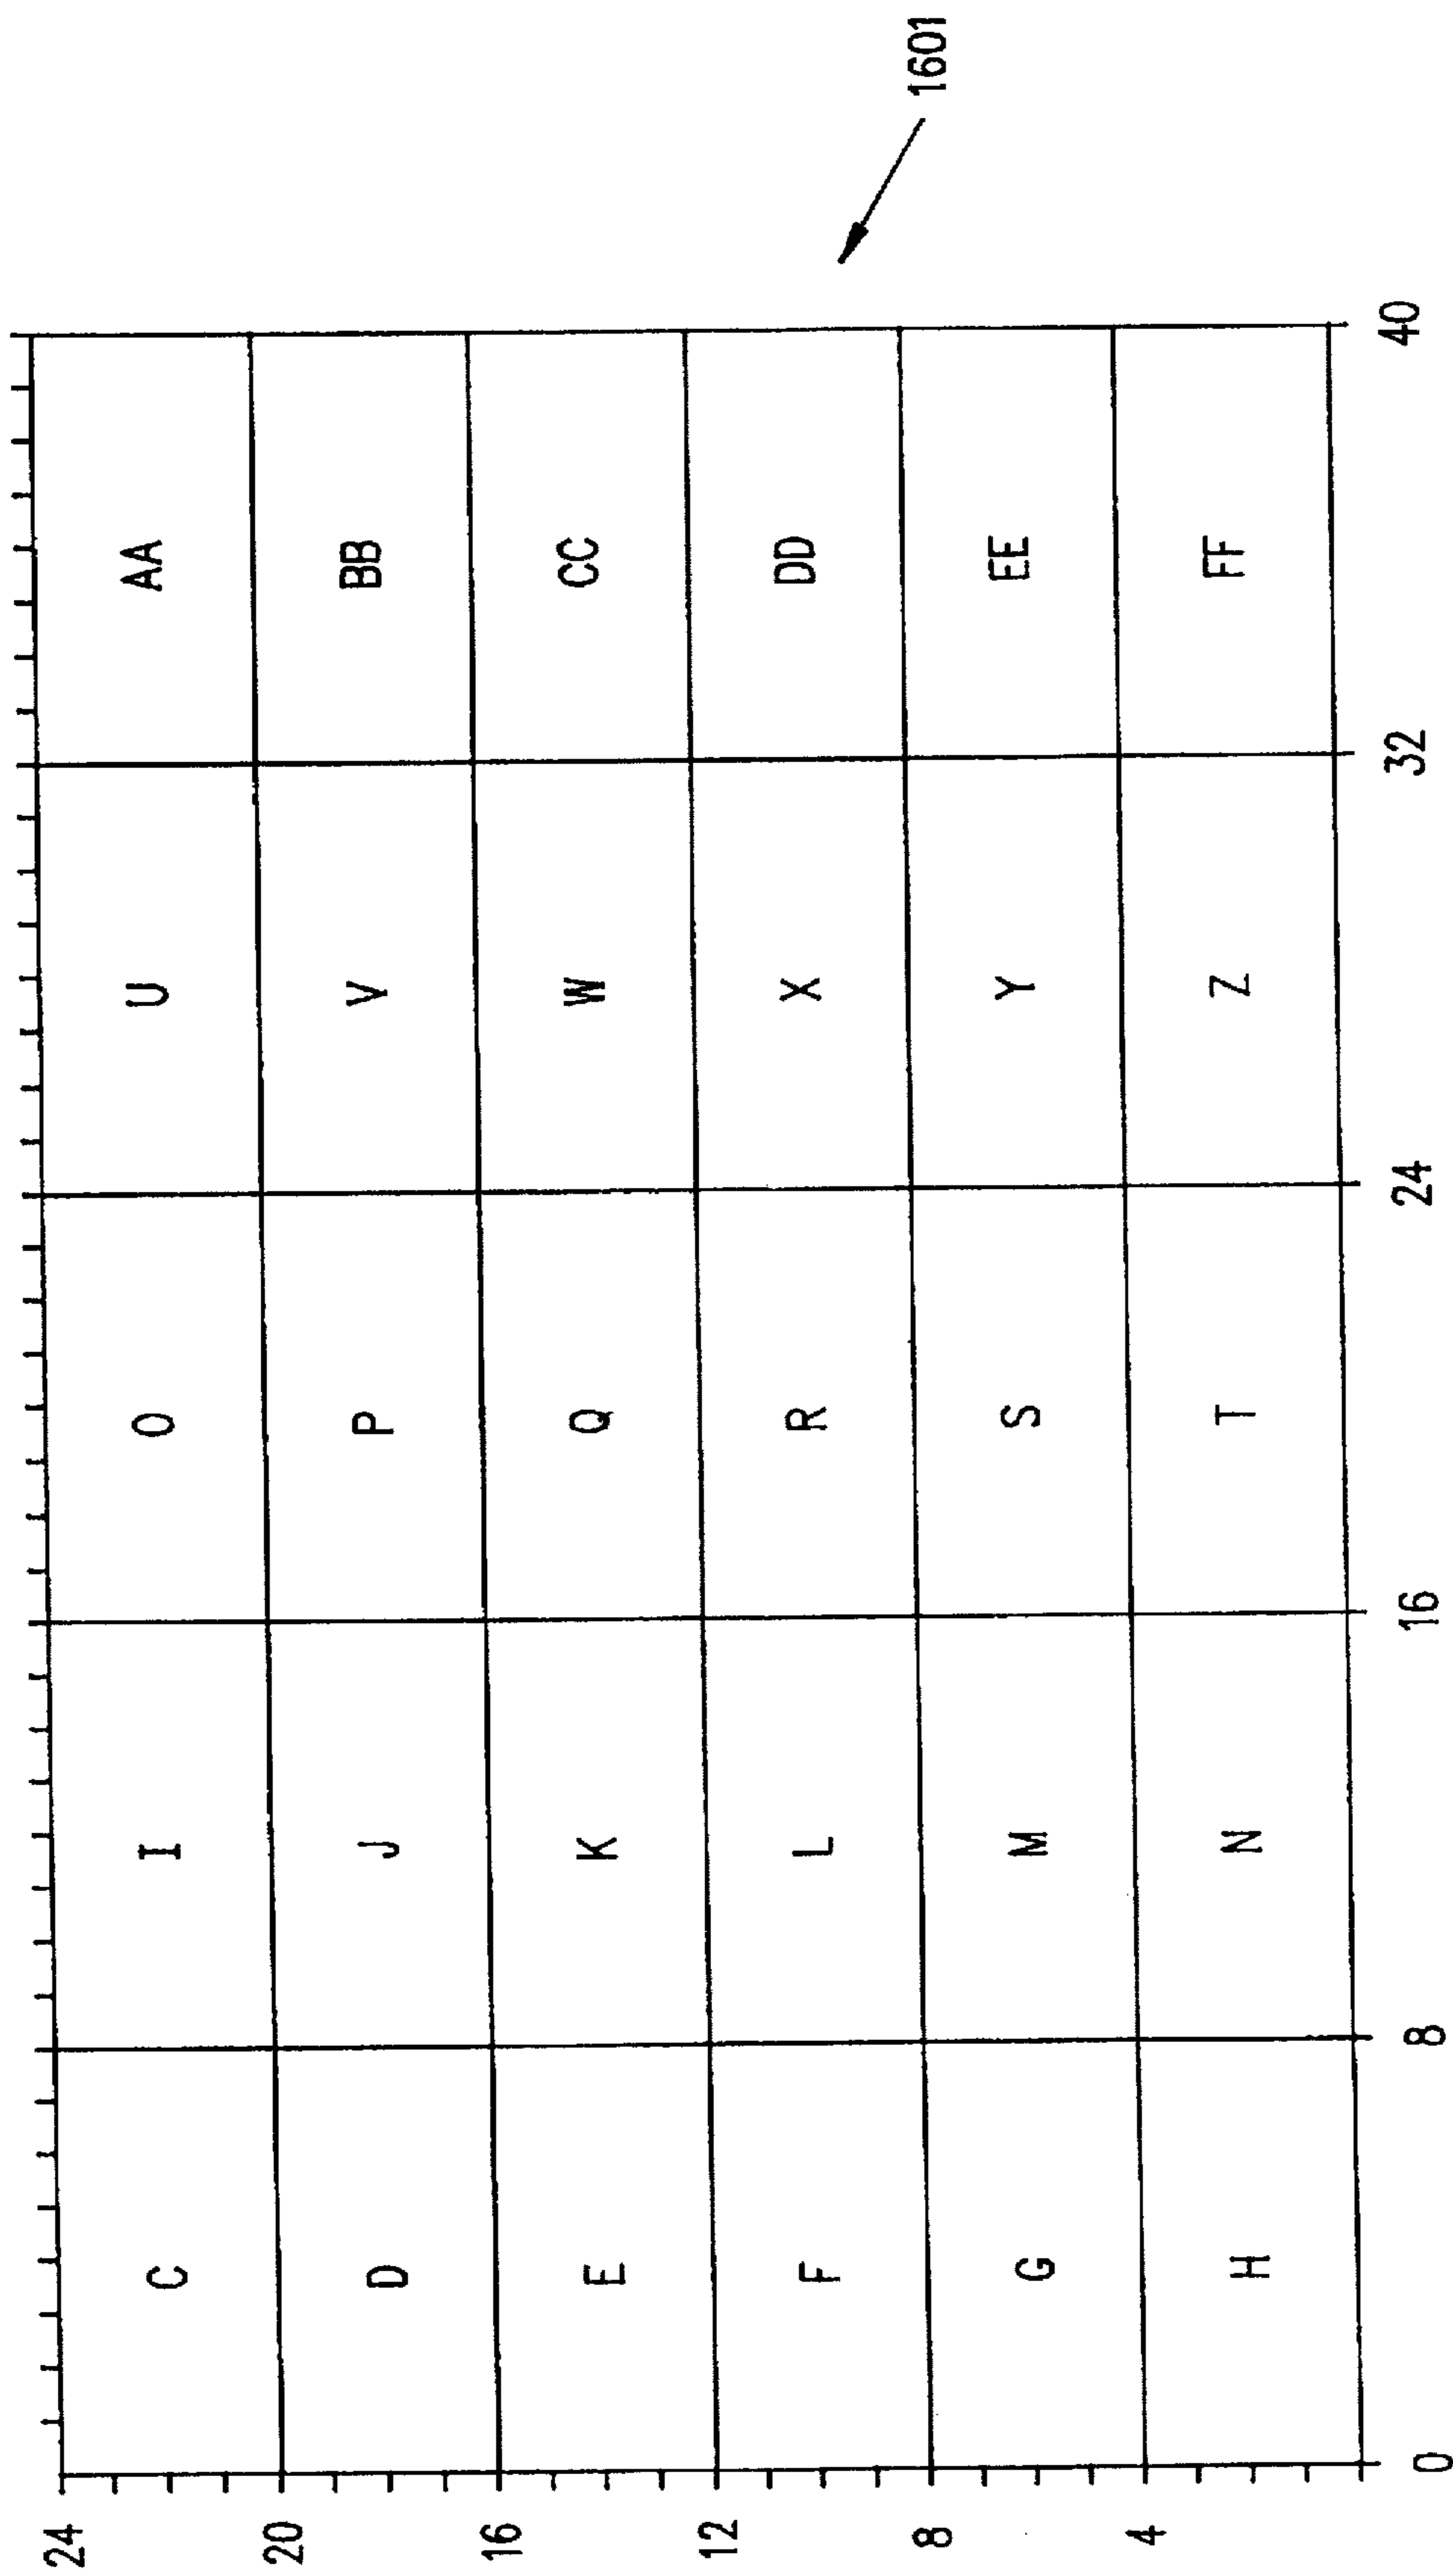 24
C I O U AA
20
D J P V BB
16
E K Q W CC
12
F L R X DD
1601
8
G M S Y EE
4
H N T Z FF
0 8 16 24 32 40